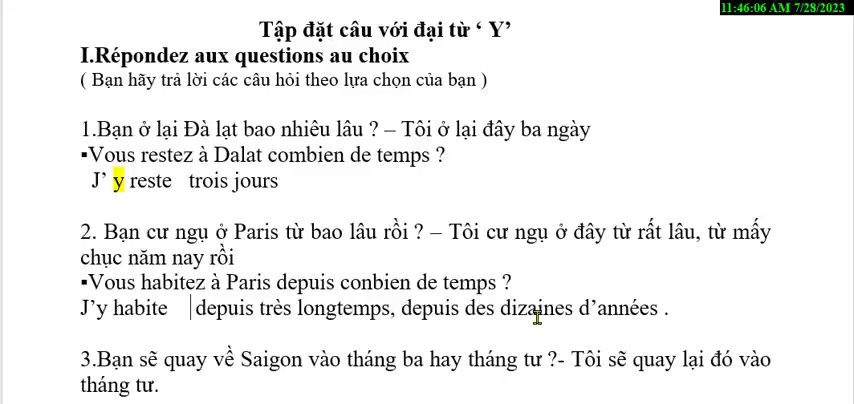 11:46:06 AM 7/28/2023
Tập đặt câu với đại từ ‘ Y’
I.Répondez aux questions au choix
( Bạn hãy trả lời các câu hỏi theo lựa chọn của bạn )
1.Bạn ở lại Đà lạt bao nhiêu lâu ? – Tôi ở lại đây ba ngày
▪Vous restez à Dalat combien de temps ?
J’ y reste trois jours
2. Bạn cư ngụ ở Paris từ bao lâu rồi ? – Tôi cư ngụ ở đây từ rất lâu, từ mấy
chục năm nay rồi
▪Vous habitez à Paris depuis conbien de temps ?
J’y habite depuis très longtemps, depuis des dizaines d’années .
3.Bạn sẽ quay về Saigon vào tháng ba hay tháng tư ?- Tôi sẽ quay lại đó vào
tháng tư.